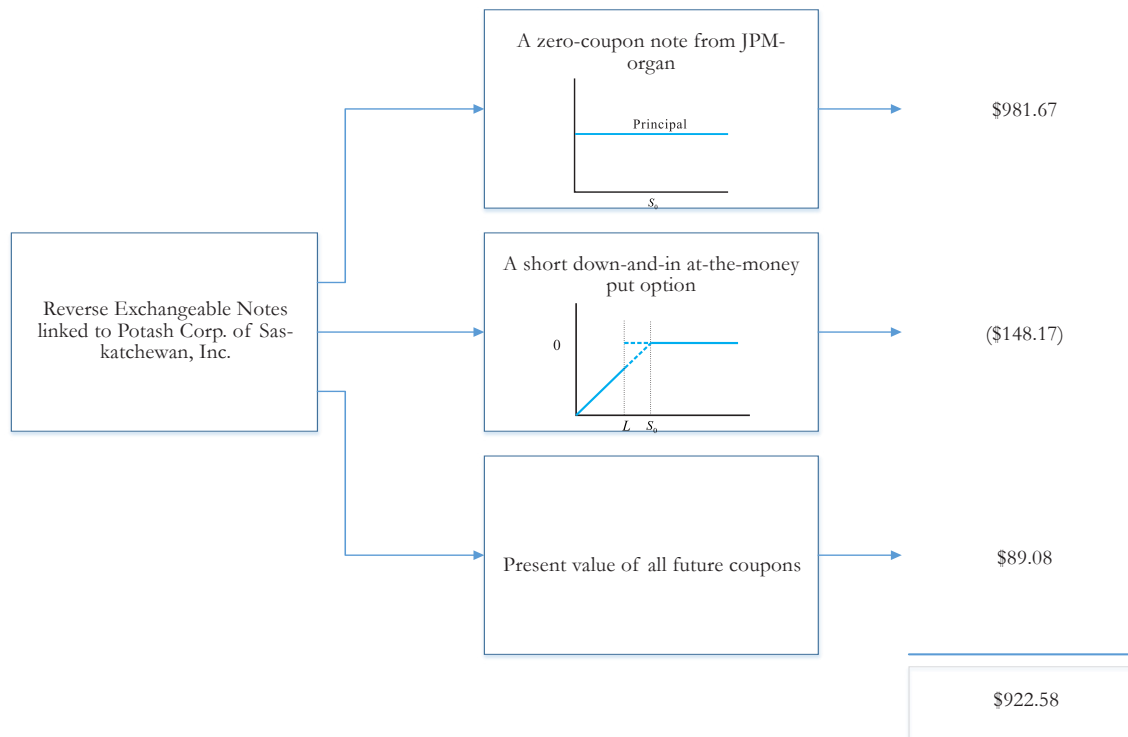 A zero-coupon note from JPM-
organ
Principal
S₀
$981.67
Reverse Exchangeable Notes
linked to Potash Corp. of Sas-
katchewan, Inc.
A short down-and-in at-the-money
put option
0
L S₀
($148.17)
Present value of all future coupons
$89.08
$922.58